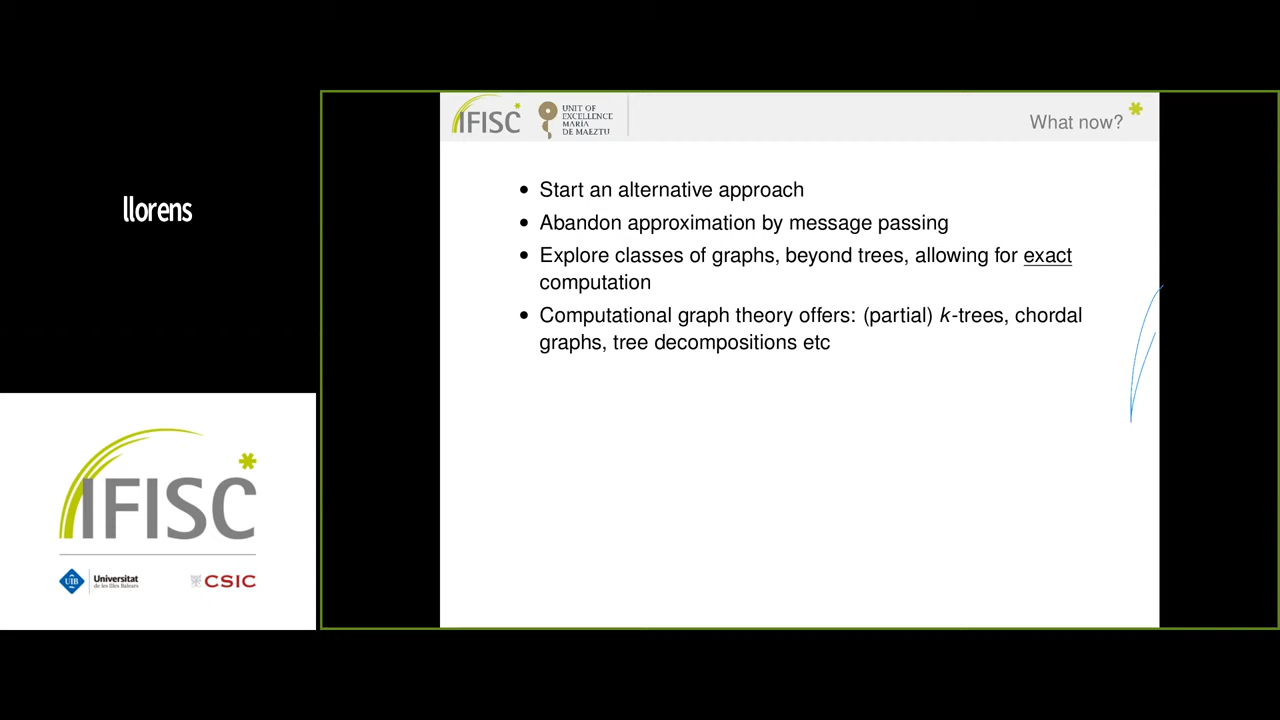 llorens
IFISC
UNIT OF
EXCELLENCE
MARÍA
DE MAEZTU
What now?
• Start an alternative approach
• Abandon approximation by message passing
• Explore classes of graphs, beyond trees, allowing for exact
computation
• Computational graph theory offers: (partial) k-trees, chordal
graphs, tree decompositions etc
IFISC
UIB
Universitat
de les Illes Balears
CSIC